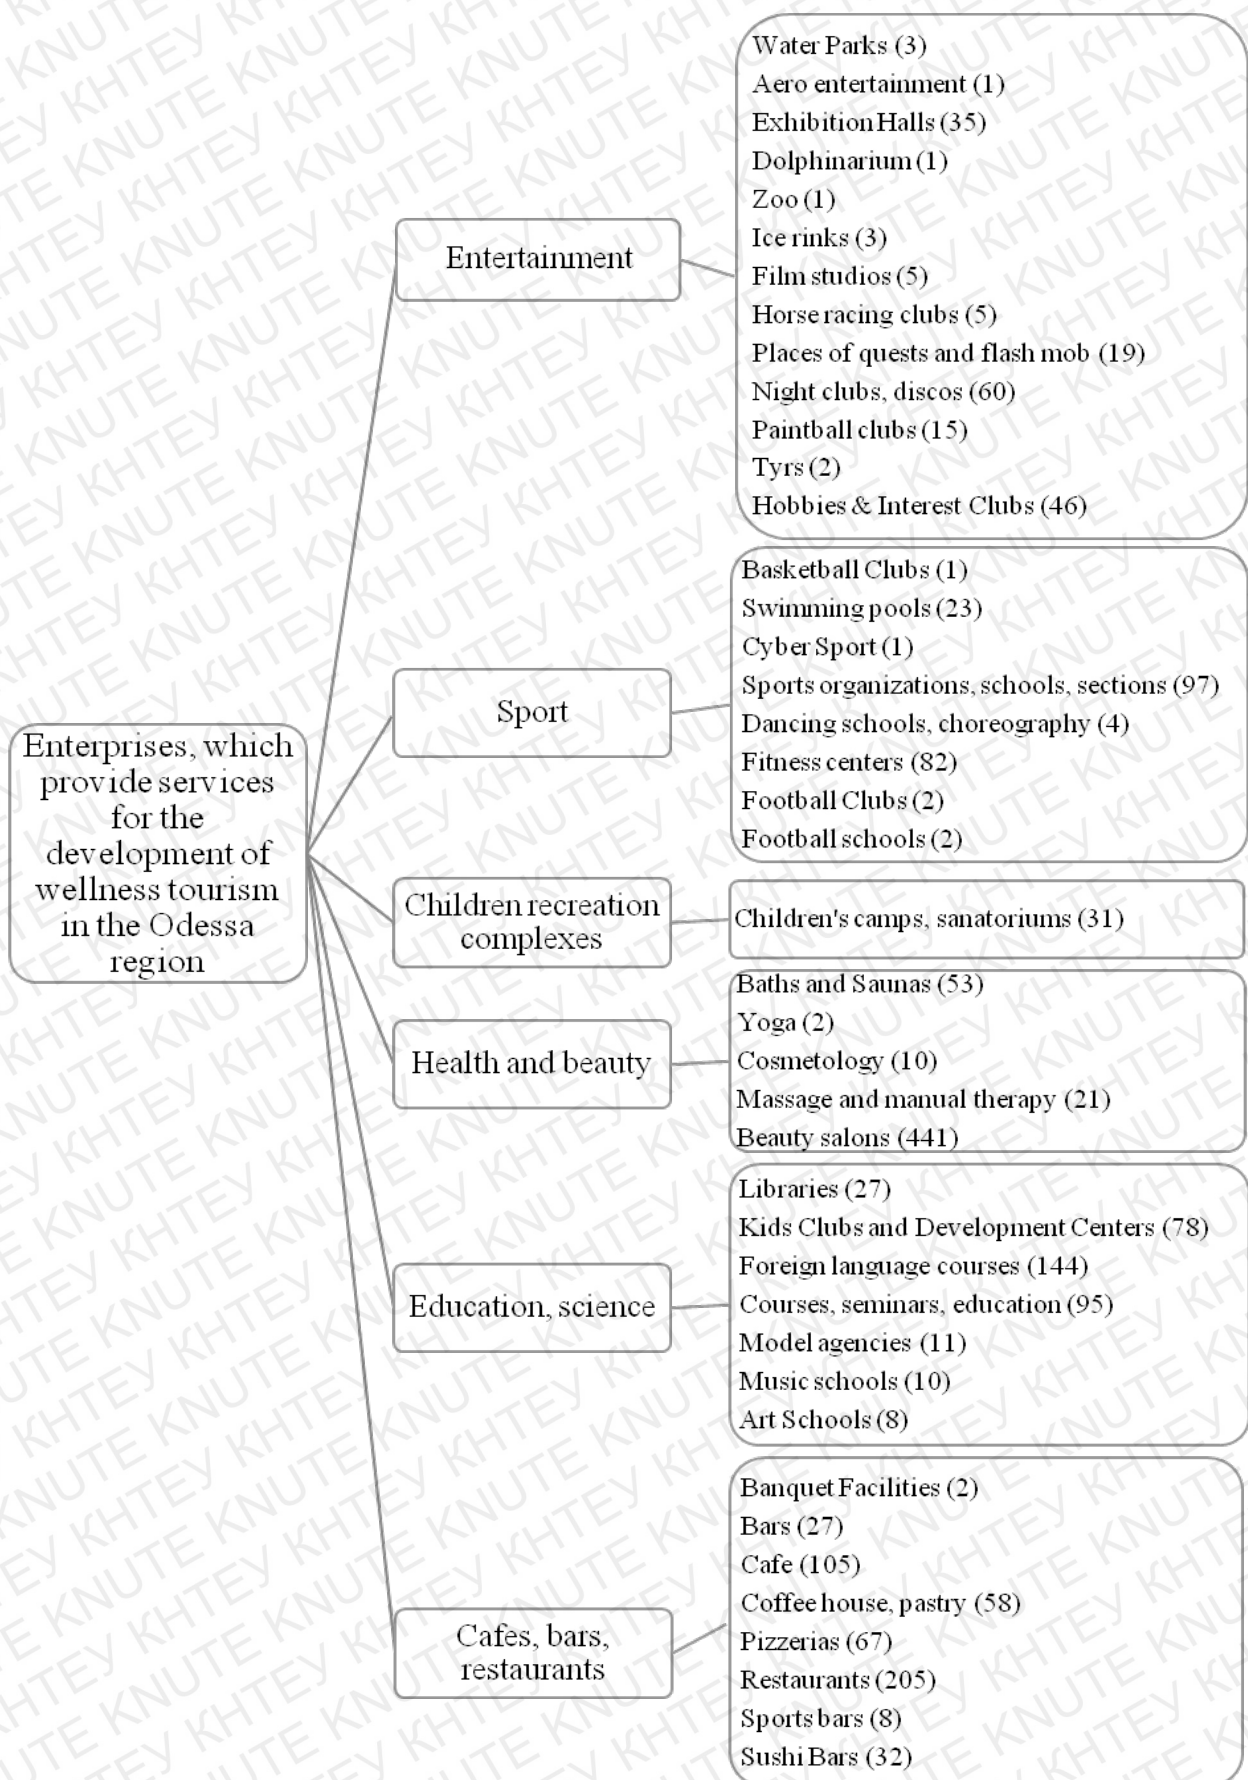 Water Parks (3)
Aero entertainment (1)
Exhibition Halls (35)
Dolphinarium (1)
Zoo (1)
Ice rinks (3)
Film studios (5)
Horse racing clubs (5)
Places of quests and flash mob (19)
Night clubs, discos (60)
Paintball clubs (15)
Tyrs (2)
Hobbies & Interest Clubs (46)
Entertainment
Basketball Clubs (1)
Swimming pools (23)
Cyber Sport (1)
Sports organizations, schools, sections (97)
Dancing schools, choreography (4)
Fitness centers (82)
Football Clubs (2)
Football schools (2)
Sport
Enterprises, which
provide services
for the
development of
wellness tourism
in the Odessa
region
Children recreation
complexes
Children's camps, sanatoriums (31)
Health and beauty
Baths and Saunas (53)
Yoga (2)
Cosmetology (10)
Massage and manual therapy (21)
Beauty salons (441)
Education, science
Libraries (27)
Kids Clubs and Development Centers (78)
Foreign language courses (144)
Courses, seminars, education (95)
Model agencies (11)
Music schools (10)
Art Schools (8)
Cafes, bars,
restaurants
Banquet Facilities (2)
Bars (27)
Cafe (105)
Coffee house, pastry (58)
Pizzerias (67)
Restaurants (205)
Sports bars (8)
Sushi Bars (32)
KNUTE КНТЕУ